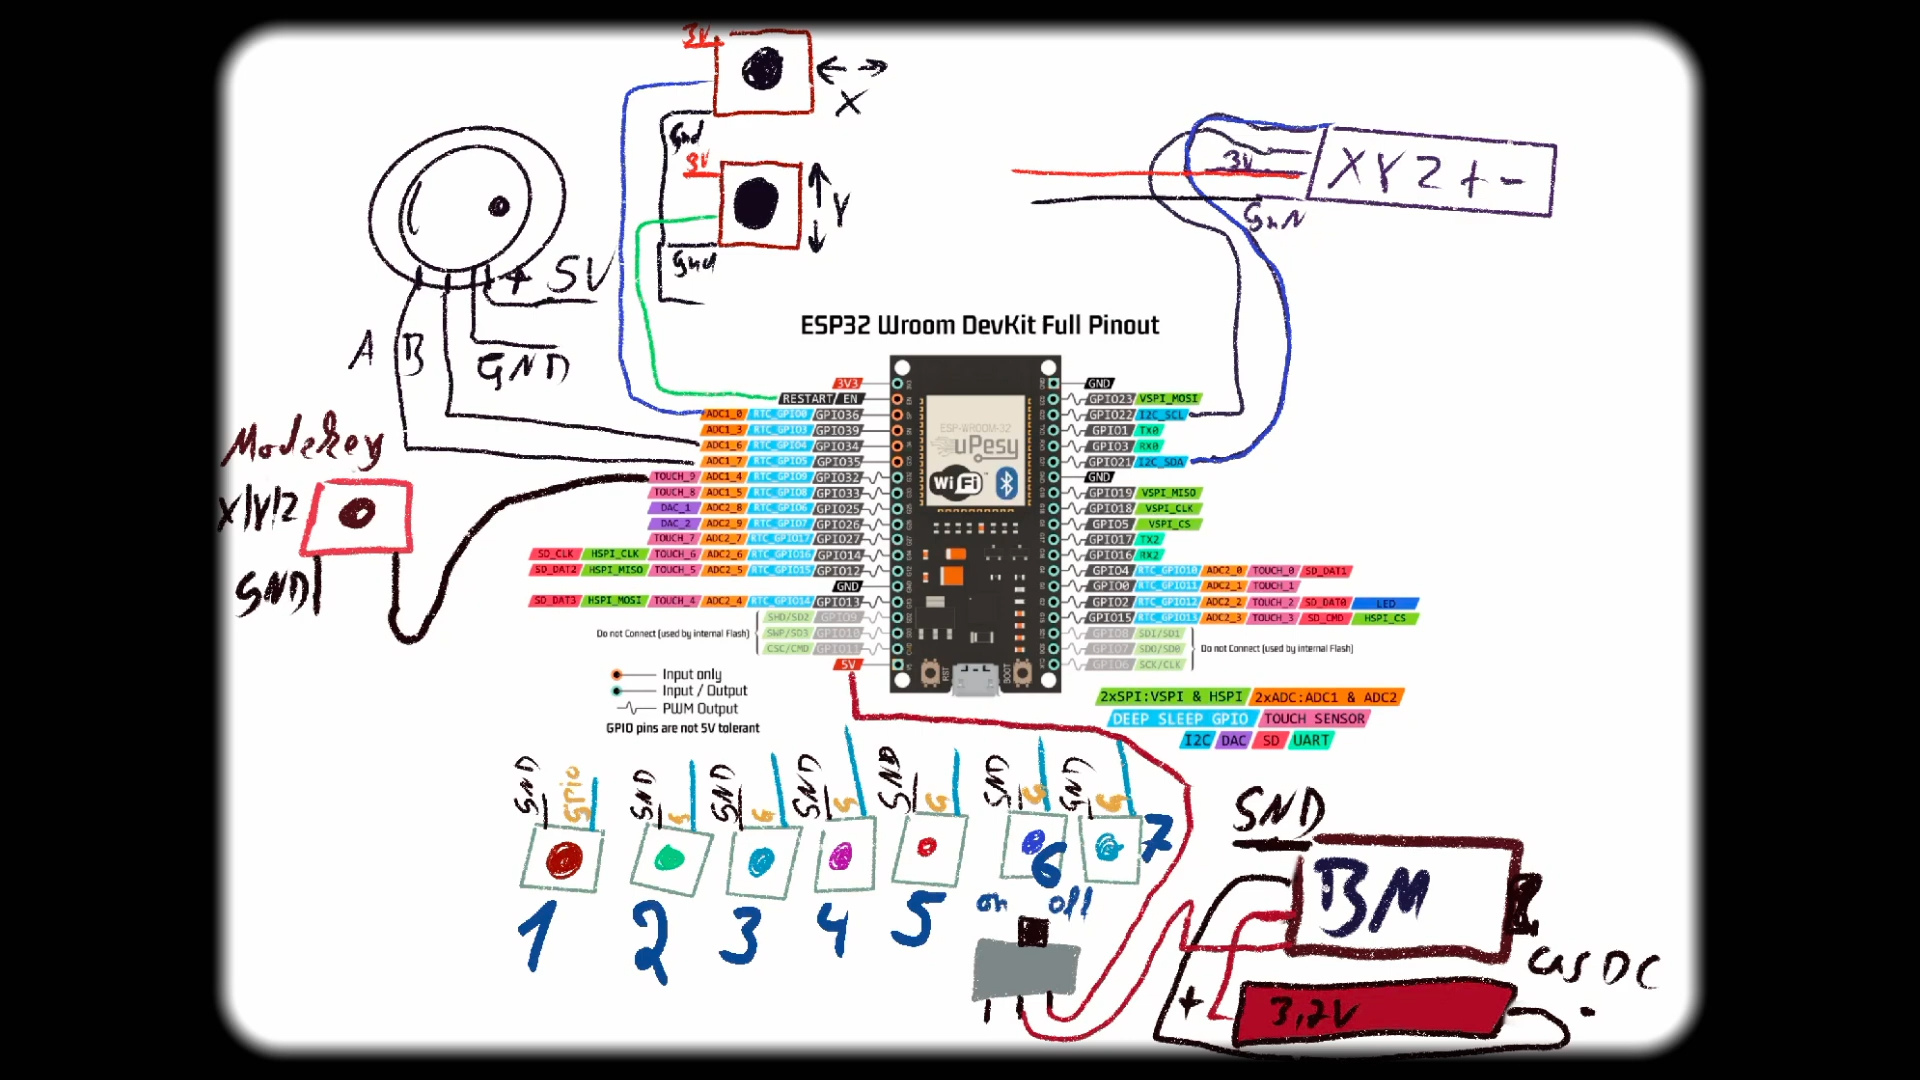 3V
X
Gnd
3V
Y
Gnd
3V
XYZ+-
GnN
+ 5V
A
B
GND
ESP32 Wroom DevKit Full Pinout
3V3
GND
RESTART EN
GPIO23 VSPI_MOSI
ADC1_0 RTC_GPIO0 GPIO36
GPIO22 I2C_SCL
ADC1_3 RTC_GPIO3 GPIO39
GPIO1 TX0
ADC1_6 RTC_GPIO4 GPIO34
GPIO3 RX0
ADC1_7 RTC_GPIO5 GPIO35
GPIO21 I2C_SDA
TOUCH_9 ADC1_4 RTC_GPIO9 GPIO32
GND
TOUCH_8 ADC1_5 RTC_GPIO8 GPIO33
GPIO19 VSPI_MISO
DAC_1 ADC2_8 RTC_GPIO6 GPIO25
GPIO18 VSPI_CLK
DAC_2 ADC2_9 RTC_GPIO7 GPIO26
GPIO5 VSPI_CS
TOUCH_7 ADC2_7 RTC_GPIO17 GPIO27
GPIO17 TX2
SD_CLK HSPI_CLK TOUCH_6 ADC2_6 RTC_GPIO16 GPIO14
GPIO16 RX2
SD_DAT2 HSPI_MISO TOUCH_5 ADC2_5 RTC_GPIO15 GPIO12
GPIO4 RTC_GPIO10 ADC2_0 TOUCH_0 SD_DAT1
GND
GPIO0 RTC_GPIO11 ADC2_1 TOUCH_1
SD_DAT3 HSPI_MOSI TOUCH_4 ADC2_4 RTC_GPIO14 GPIO13
GPIO2 RTC_GPIO12 ADC2_2 TOUCH_2 SD_DAT0 LED
SHD/SD2 GPIO9
GPIO15 RTC_GPIO13 ADC2_3 TOUCH_3 SD_CMD HSPI_CS
SWP/SD3 GPIO10
GPIO8 SDI/SD1
CSC/CMD GPIO11
GPIO7 SDO/SD0
5V
GPIO6 SCK/CLK
Do not Connect (used by internal Flash)
Do not Connect (used by internal Flash)
ESP-WROOM-32
uPesy
WiFi
RST
BOOT
Modekey
X/Y/Z
GND
Input only
Input / Output
PWM Output
GPIO pins are not 5V tolerant
2xSPI:VSPI & HSPI 2xADC:ADC1 & ADC2
DEEP SLEEP GPIO TOUCH SENSOR
I2C DAC SD UART
GND GPio
GND G
GND G
GND G
GND G
GND G
GND G
1
2
3
4
5
6
7
on off
GND
BM
+
3,2V
-